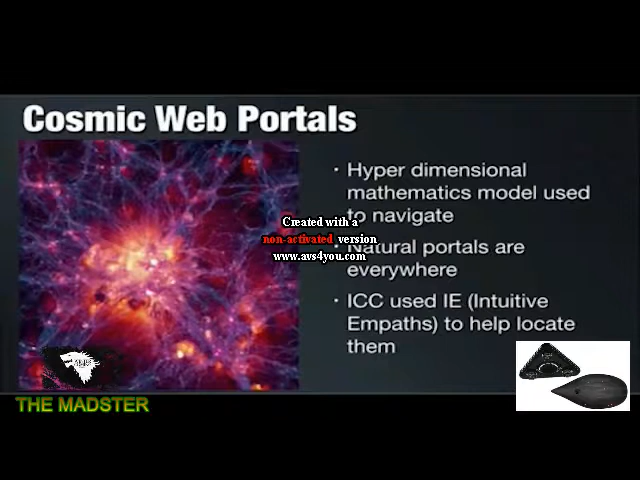 Cosmic Web Portals
· Hyper dimensional
mathematics model used
to navigate
· Natural portals are
everywhere
· ICC used IE (Intuitive
Empaths) to help locate
them
Created with a
non-activated version
www.avs4you.com
THE MADSTER